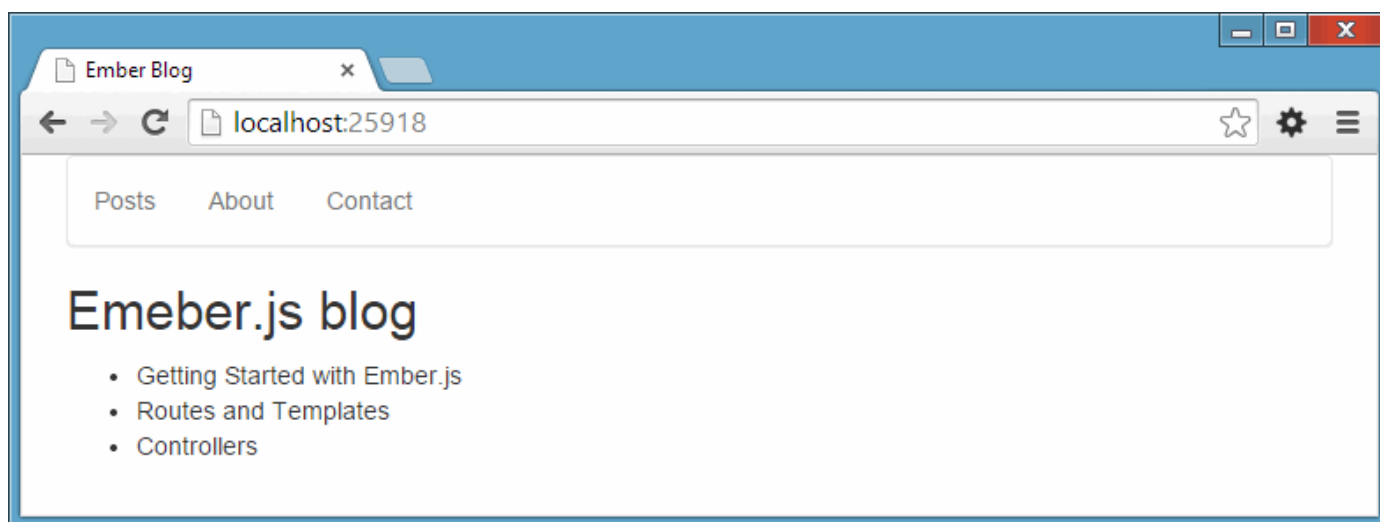 Ember Blog
localhost:25918
Posts About Contact
Emeber.js blog
Getting Started with Ember.js
Routes and Templates
Controllers